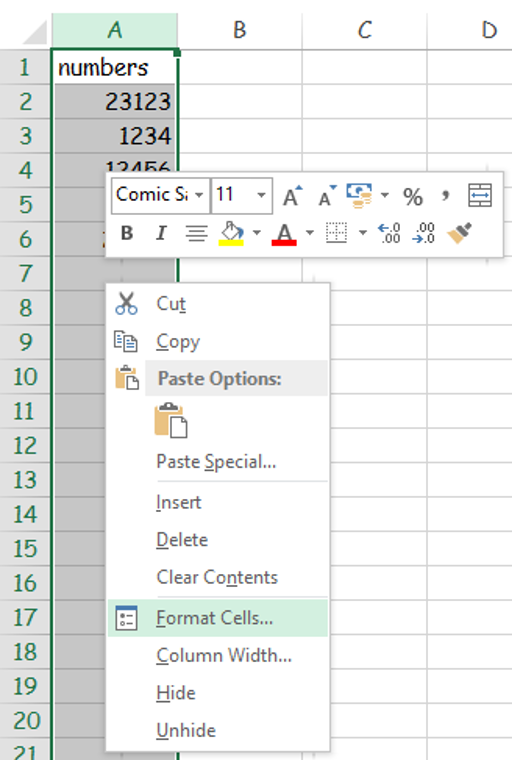 A B C D
1 numbers
2 23123
3 1234
4 12456
5 Comic Sa 11 A A % ,
6 B I A .0 .00 .00 .0
7
8 Cut
9 Copy
10 Paste Options:
11
12 Paste Special...
13 Insert
14
15 Delete
16 Clear Contents
17 Format Cells...
18 Column Width...
19 Hide
20 Unhide
21